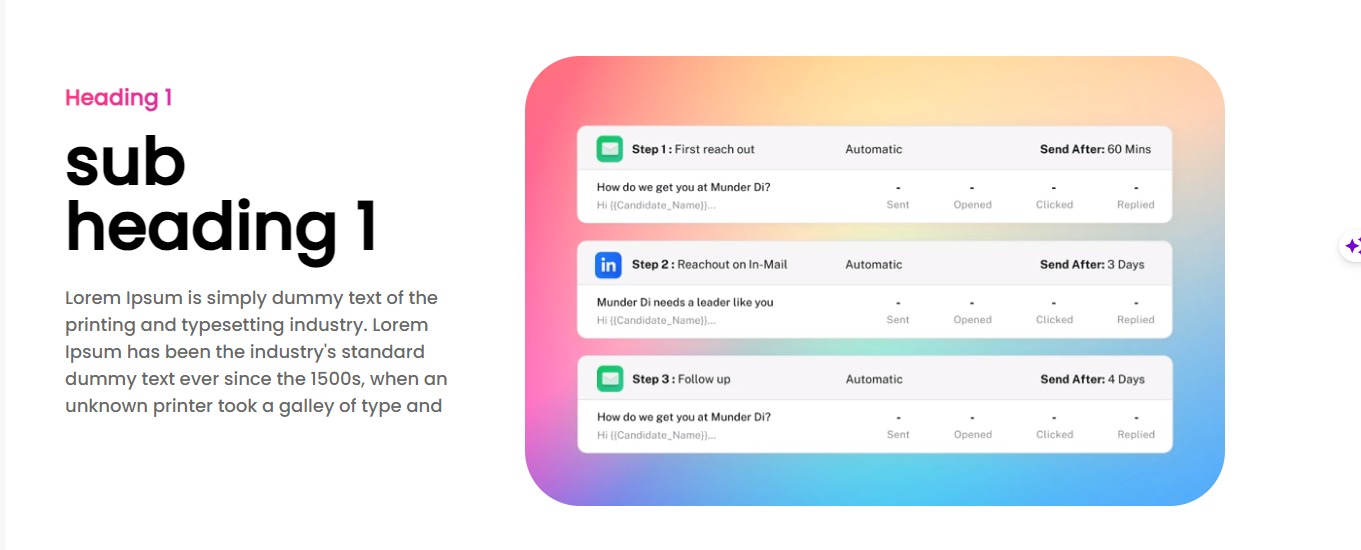 Heading 1
sub
heading 1
Lorem Ipsum is simply dummy text of the
printing and typesetting industry. Lorem
Ipsum has been the industry's standard
dummy text ever since the 1500s, when an
unknown printer took a galley of type and
Step 1 : First reach out Automatic Send After: 60 Mins
How do we get you at Munder Di? - - - -
Hi {{Candidate_Name}}... Sent Opened Clicked Replied
in Step 2 : Reachout on In-Mail Automatic Send After: 3 Days
Munder Di needs a leader like you - - - -
Hi {{Candidate_Name}}... Sent Opened Clicked Replied
Step 3 : Follow up Automatic Send After: 4 Days
How do we get you at Munder Di? - - - -
Hi {{Candidate_Name}}... Sent Opened Clicked Replied